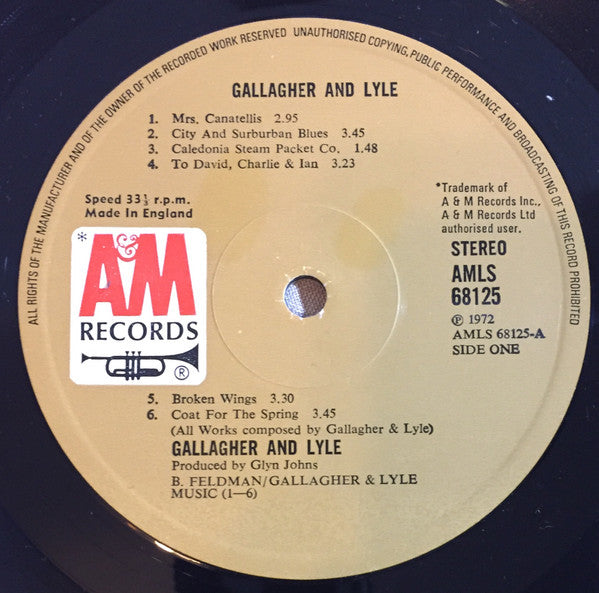 ALL RIGHTS OF THE MANUFACTURER AND OF THE OWNER OF THE RECORDED WORK RESERVED UNAUTHORISED COPYING, PUBLIC PERFORMANCE AND BROADCASTING OF THIS RECORD PROHIBITED
GALLAGHER AND LYLE
1. Mrs. Canatellis 2.95
2. City And Surburban Blues 3.45
3. Caledonia Steam Packet Co. 1.48
4. To David, Charlie & Ian 3.23
Speed 33⅓ r.p.m.
Made In England
*Trademark of
A & M Records Inc.,
A & M Records Ltd
authorised user.
* A&M
RECORDS
®
STEREO
AMLS
68125
℗ 1972
AMLS 68125-A
SIDE ONE
5. Broken Wings 3.30
6. Coat For The Spring 3.45
(All Works composed by Gallagher & Lyle)
GALLAGHER AND LYLE
Produced by Glyn Johns
B. FELDMAN/GALLAGHER & LYLE
MUSIC (1—6)